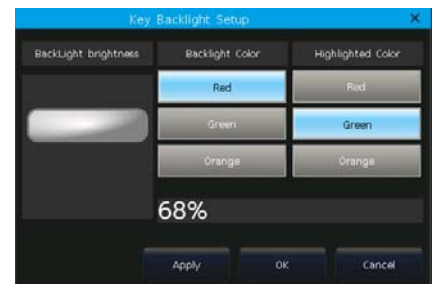 Key Backlight Setup ×
BackLight brightness Backlight Color Highlighted Color
Red Red
Green Green
Orange Orange
68%
Apply OK Cancel